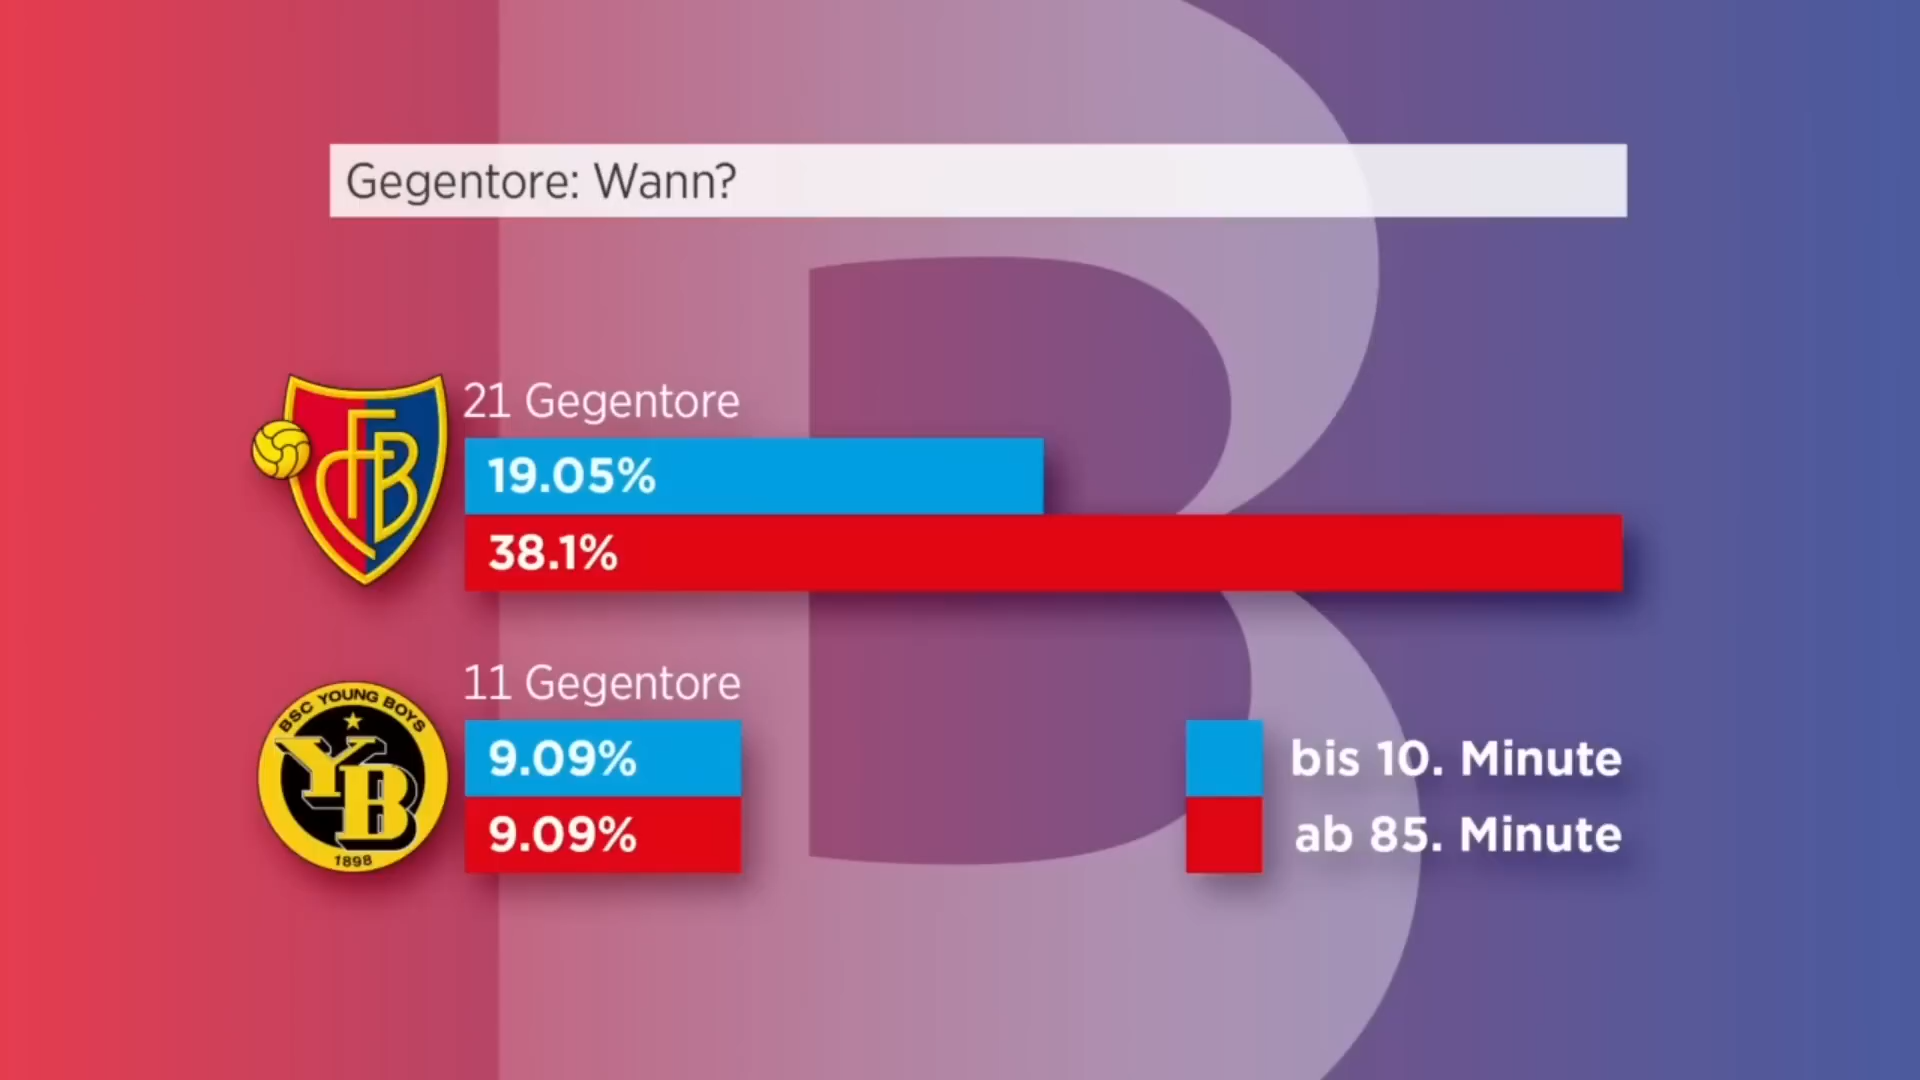 Gegentore: Wann?
21 Gegentore
19.05%
38.1%
FCB
11 Gegentore
BSC YOUNG BOYS
YB
1898
9.09%
9.09%
bis 10. Minute
ab 85. Minute